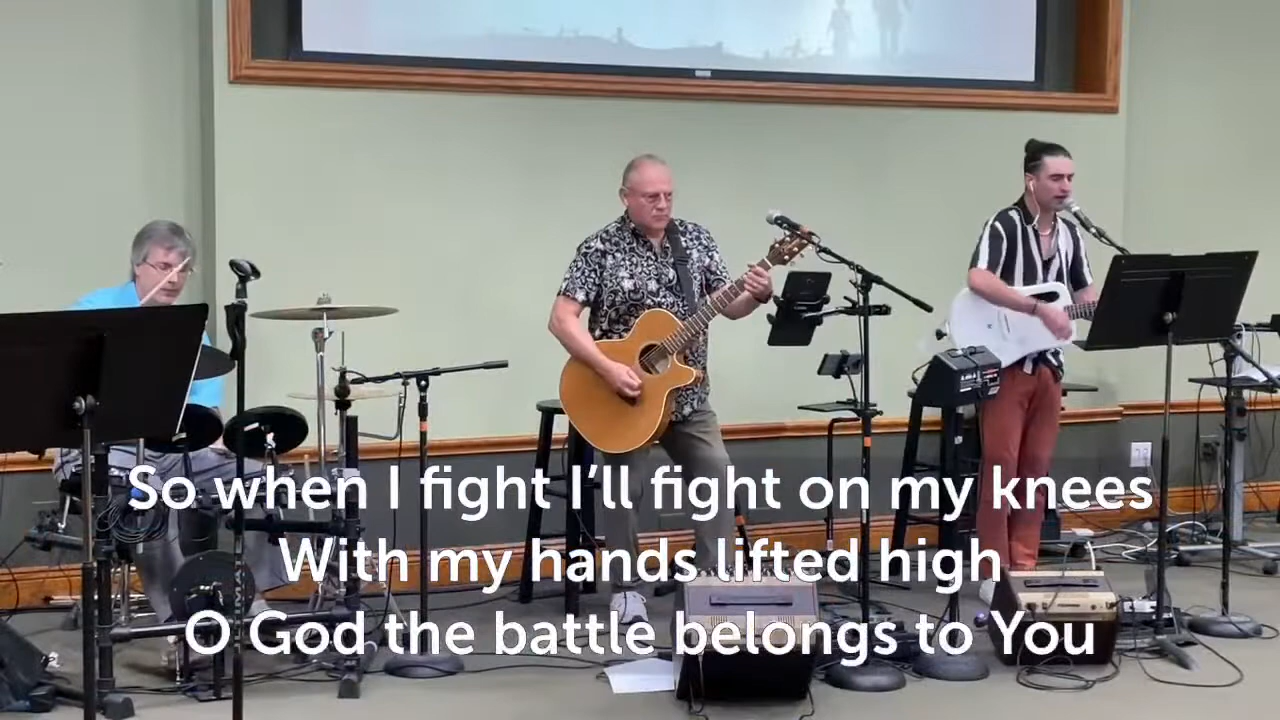 So when I fight I’ll fight on my knees
With my hands lifted high
O God the battle belongs to You